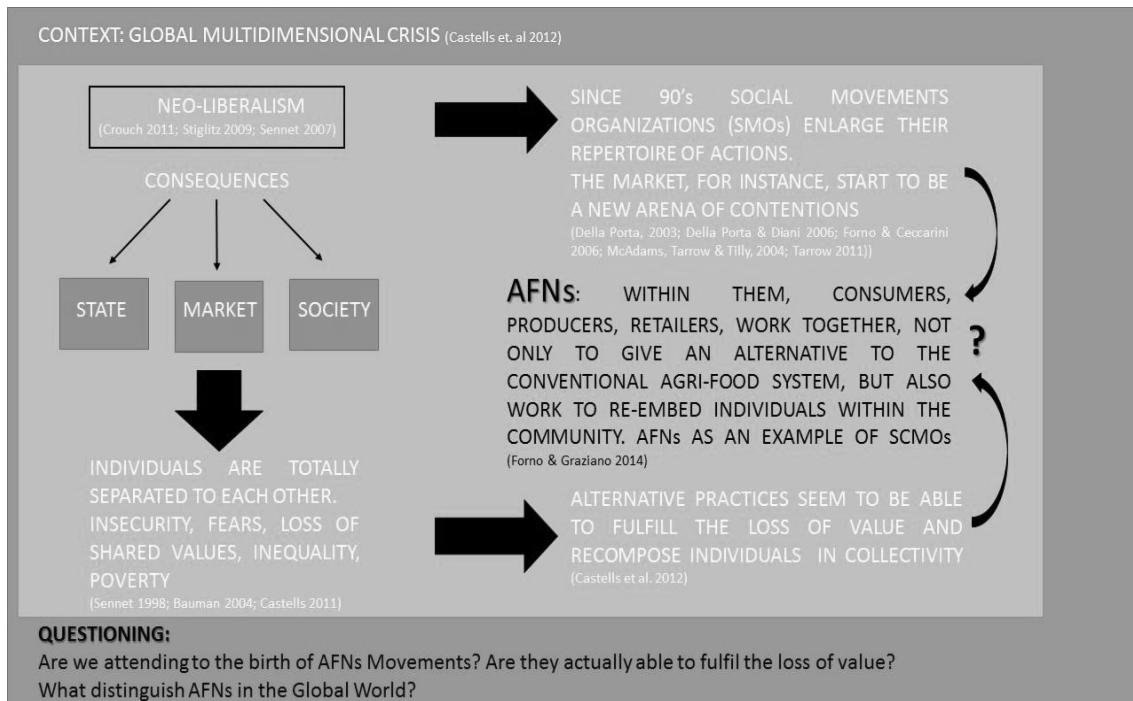 CONTEXT: GLOBAL MULTIDIMENSIONAL CRISIS (Castells et. al 2012)
NEO-LIBERALISM
(Crouch 2011; Stiglitz 2009; Sennet 2007)
CONSEQUENCES
STATE
MARKET
SOCIETY
INDIVIDUALS ARE TOTALLY
SEPARATED TO EACH OTHER.
INSECURITY, FEARS, LOSS OF
SHARED VALUES, INEQUALITY,
POVERTY
(Sennet 1998; Bauman 2004; Castells 2011)
SINCE 90's SOCIAL MOVEMENTS
ORGANIZATIONS (SMOs) ENLARGE THEIR
REPERTOIRE OF ACTIONS.
THE MARKET, FOR INSTANCE, START TO BE
A NEW ARENA OF CONTENTIONS
(Della Porta, 2003; Della Porta & Diani 2006; Forno & Ceccarini
2006; McAdams, Tarrow & Tilly, 2004; Tarrow 2011))
AFNs: WITHIN THEM, CONSUMERS,
PRODUCERS, RETAILERS, WORK TOGETHER, NOT
ONLY TO GIVE AN ALTERNATIVE TO THE
CONVENTIONAL AGRI-FOOD SYSTEM, BUT ALSO
WORK TO RE-EMBED INDIVIDUALS WITHIN THE
COMMUNITY. AFNs AS AN EXAMPLE OF SCMOs
(Forno & Graziano 2014)
?
ALTERNATIVE PRACTICES SEEM TO BE ABLE
TO FULFILL THE LOSS OF VALUE AND
RECOMPOSE INDIVIDUALS IN COLLECTIVITY
(Castells et al. 2012)
QUESTIONING:
Are we attending to the birth of AFNs Movements? Are they actually able to fulfil the loss of value?
What distinguish AFNs in the Global World?